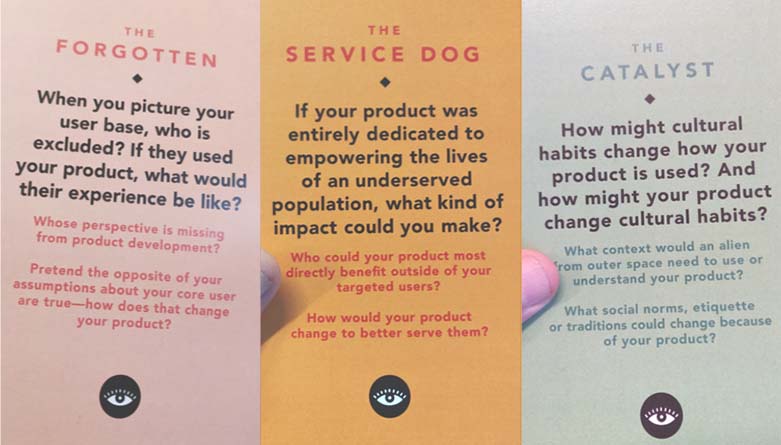 THE
FORGOTTEN
When you picture your
user base, who is
excluded? If they used
your product, what would
their experience be like?
Whose perspective is missing
from product development?
Pretend the opposite of your
assumptions about your core user
are true—how does that change
your product?
THE
SERVICE DOG
If your product was
entirely dedicated to
empowering the lives
of an underserved
population, what kind of
impact could you make?
Who could your product most
directly benefit outside of your
targeted users?
How would your product
change to better serve them?
THE
CATALYST
How might cultural
habits change how your
product is used? And
how might your product
change cultural habits?
What context would an alien
from outer space need to use or
understand your product?
What social norms, etiquette
or traditions could change because
of your product?